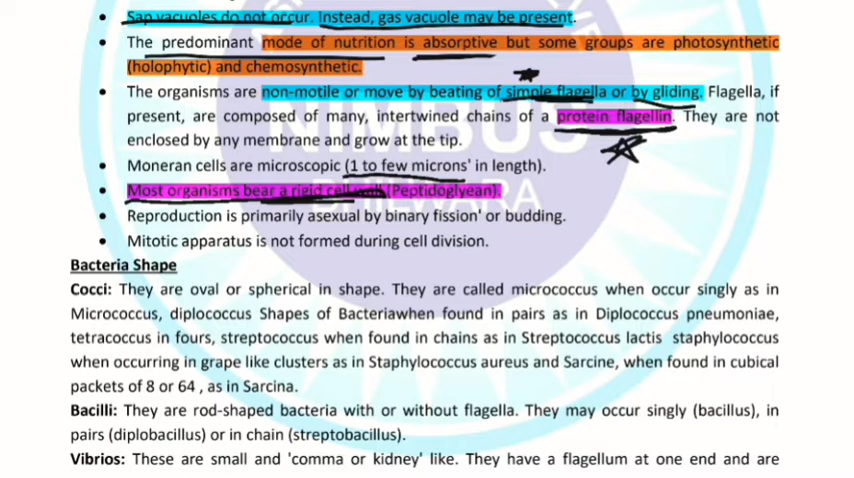 • Sap vacuoles do not occur. Instead, gas vacuole may be present.
• The predominant mode of nutrition is absorptive but some groups are photosynthetic
(holophytic) and chemosynthetic.
• The organisms are non-motile or move by beating of simple flagella or by gliding. Flagella, if
present, are composed of many, intertwined chains of a protein flagellin. They are not
enclosed by any membrane and grow at the tip.
• Moneran cells are microscopic (1 to few microns' in length).
• Most organisms bear a rigid cell wall (Peptidoglyean).
• Reproduction is primarily asexual by binary fission' or budding.
• Mitotic apparatus is not formed during cell division.
Bacteria Shape
Cocci: They are oval or spherical in shape. They are called micrococcus when occur singly as in
Micrococcus, diplococcus Shapes of Bacteriawhen found in pairs as in Diplococcus pneumoniae,
tetracoccus in fours, streptococcus when found in chains as in Streptococcus lactis staphylococcus
when occurring in grape like clusters as in Staphylococcus aureus and Sarcine, when found in cubical
packets of 8 or 64 , as in Sarcina.
Bacilli: They are rod-shaped bacteria with or without flagella. They may occur singly (bacillus), in
pairs (diplobacillus) or in chain (streptobacillus).
Vibrios: These are small and 'comma or kidney' like. They have a flagellum at one end and are
NIMBUS
BHILWARA